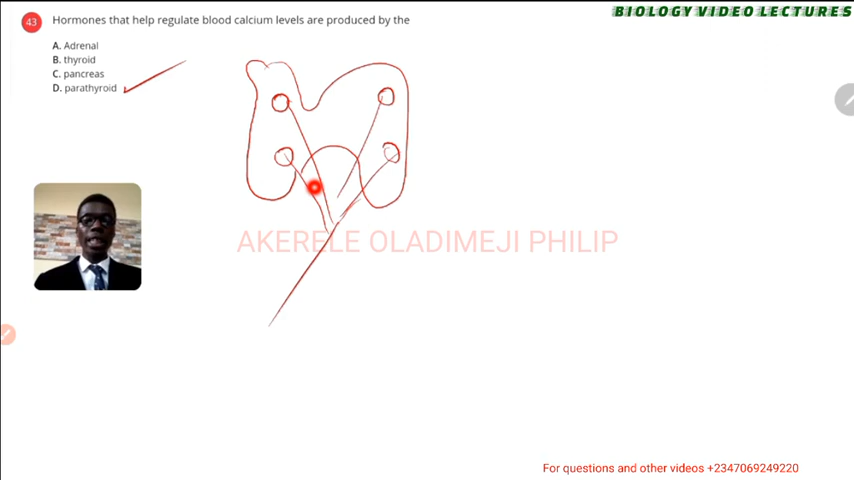 BIOLOGY VIDEO LECTURES
43 Hormones that help regulate blood calcium levels are produced by the
A. Adrenal
B. thyroid
C. pancreas
D. parathyroid
AKERELE OLADIMEJI PHILIP
For questions and other videos +2347069249220